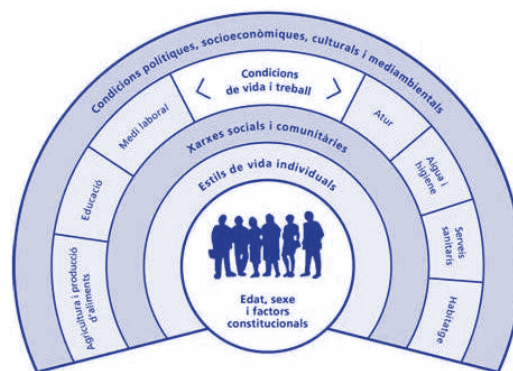 Condicions polítiques, socioeconòmiques, culturals i mediambientals
Condicions
de vida i treball
Agricultura i producció
d'aliments
Educació
Medi laboral
Atur
Aigua i
higiene
Serveis
sanitaris
Habitatge
Xarxes socials i comunitàries
Estils de vida individuals
Edat, sexe
i factors
constitucionals